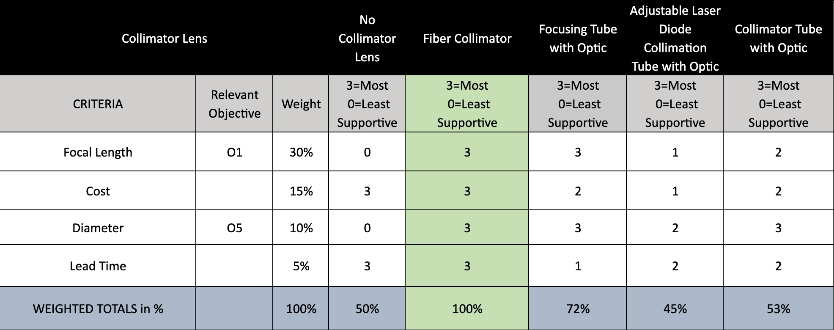 Collimator Lens
No
Collimator
Lens
Fiber Collimator
Focusing Tube
with Optic
Adjustable Laser
Diode
Collimation
Tube with Optic
Collimator Tube
with Optic
CRITERIA
Relevant
Objective
Weight
3=Most
0=Least
Supportive
3=Most
0=Least
Supportive
3=Most
0=Least
Supportive
3=Most
0=Least
Supportive
3=Most
0=Least
Supportive
Focal Length O1 30% 0 3 3 1 2
Cost 15% 3 3 2 1 2
Diameter O5 10% 0 3 3 2 3
Lead Time 5% 3 3 1 2 2
WEIGHTED TOTALS in % 100% 50% 100% 72% 45% 53%